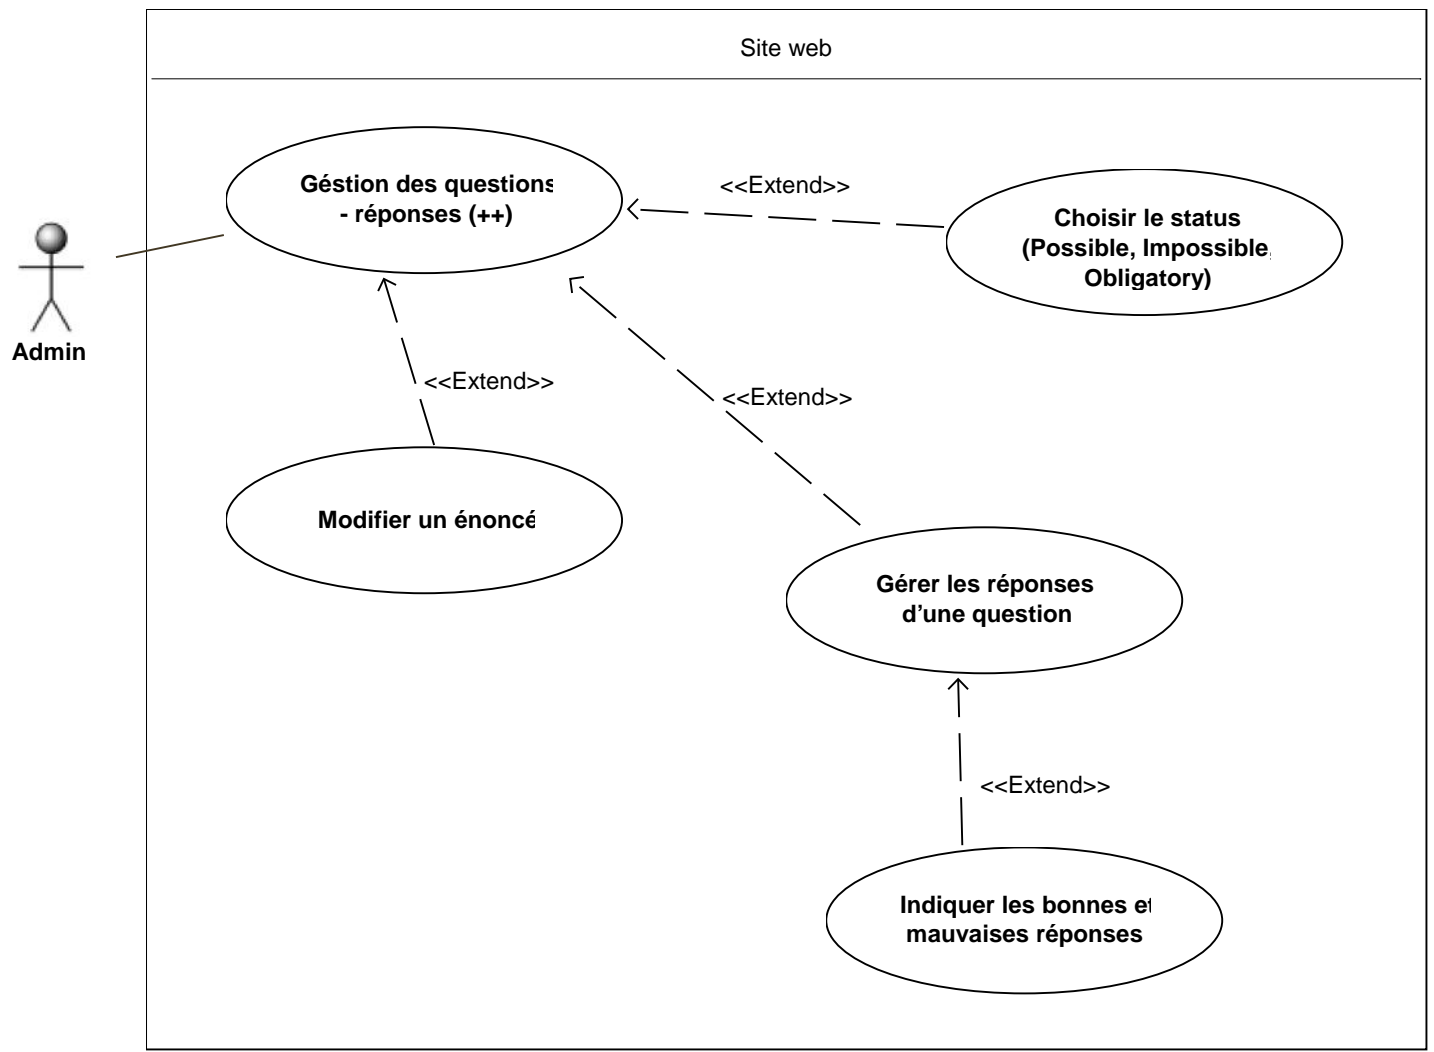 Site web
Géstion des questions
- réponses (++)
<<Extend>>
Choisir le status
(Possible, Impossible,
Obligatory)
Admin
<<Extend>>
<<Extend>>
Modifier un énoncé
Gérer les réponses
d’une question
<<Extend>>
Indiquer les bonnes et
mauvaises réponses